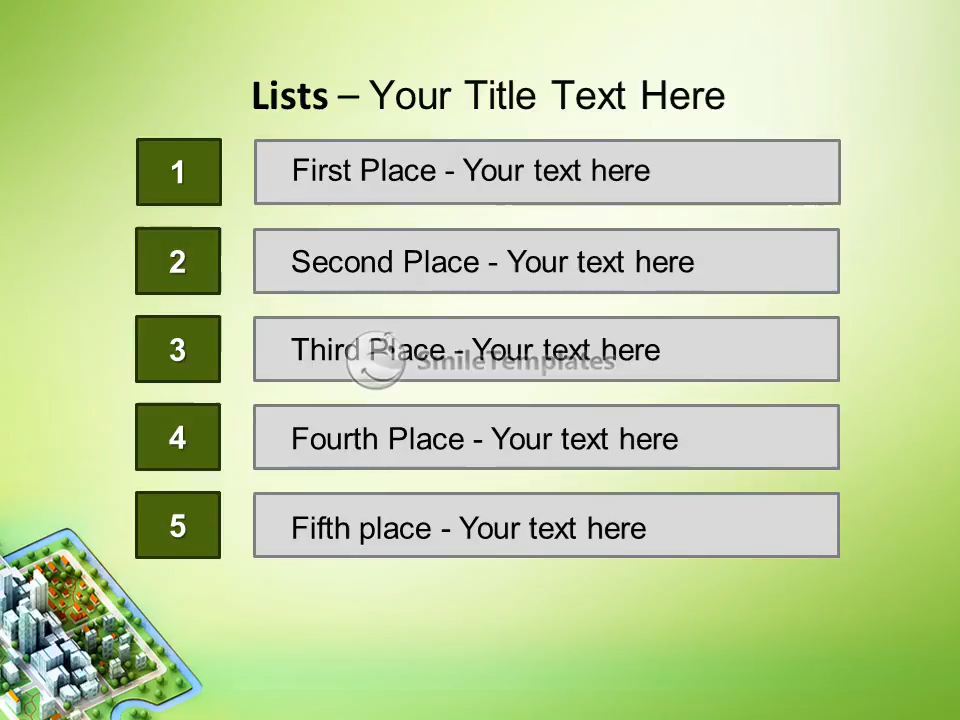 Lists – Your Title Text Here
1 First Place - Your text here
2 Second Place - Your text here
3 Third Place - Your text here
SmileTemplates
4 Fourth Place - Your text here
5 Fifth place - Your text here